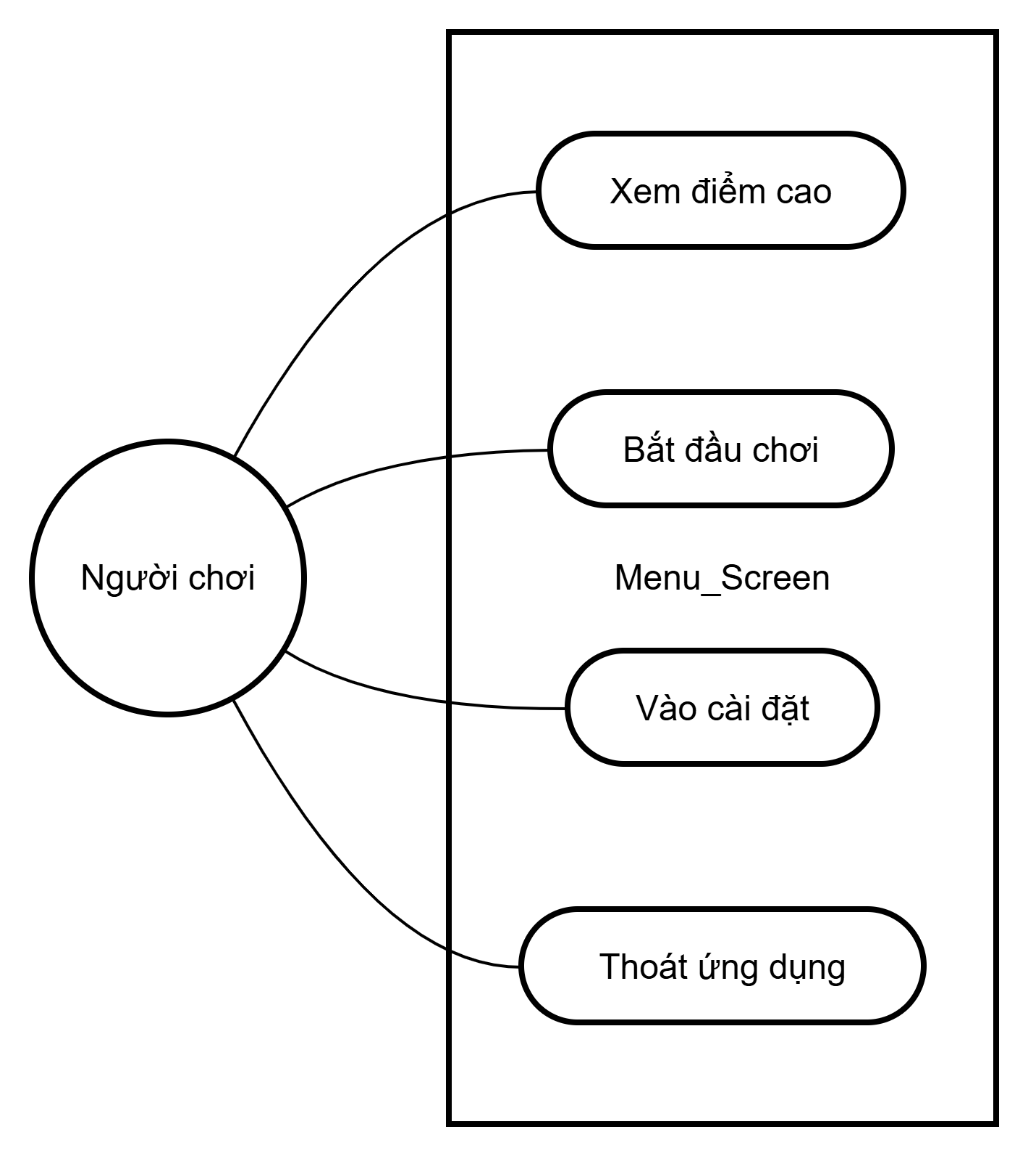 Xem điểm cao
Bắt đầu chơi
Người chơi
Menu_Screen
Vào cài đặt
Thoát ứng dụng